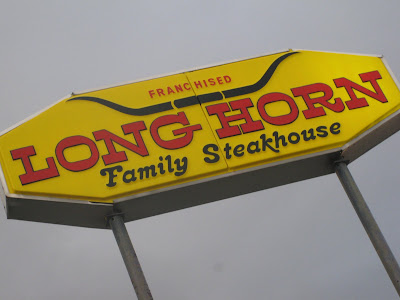 FRANCHISED
LONG HORN
Family Steakhouse